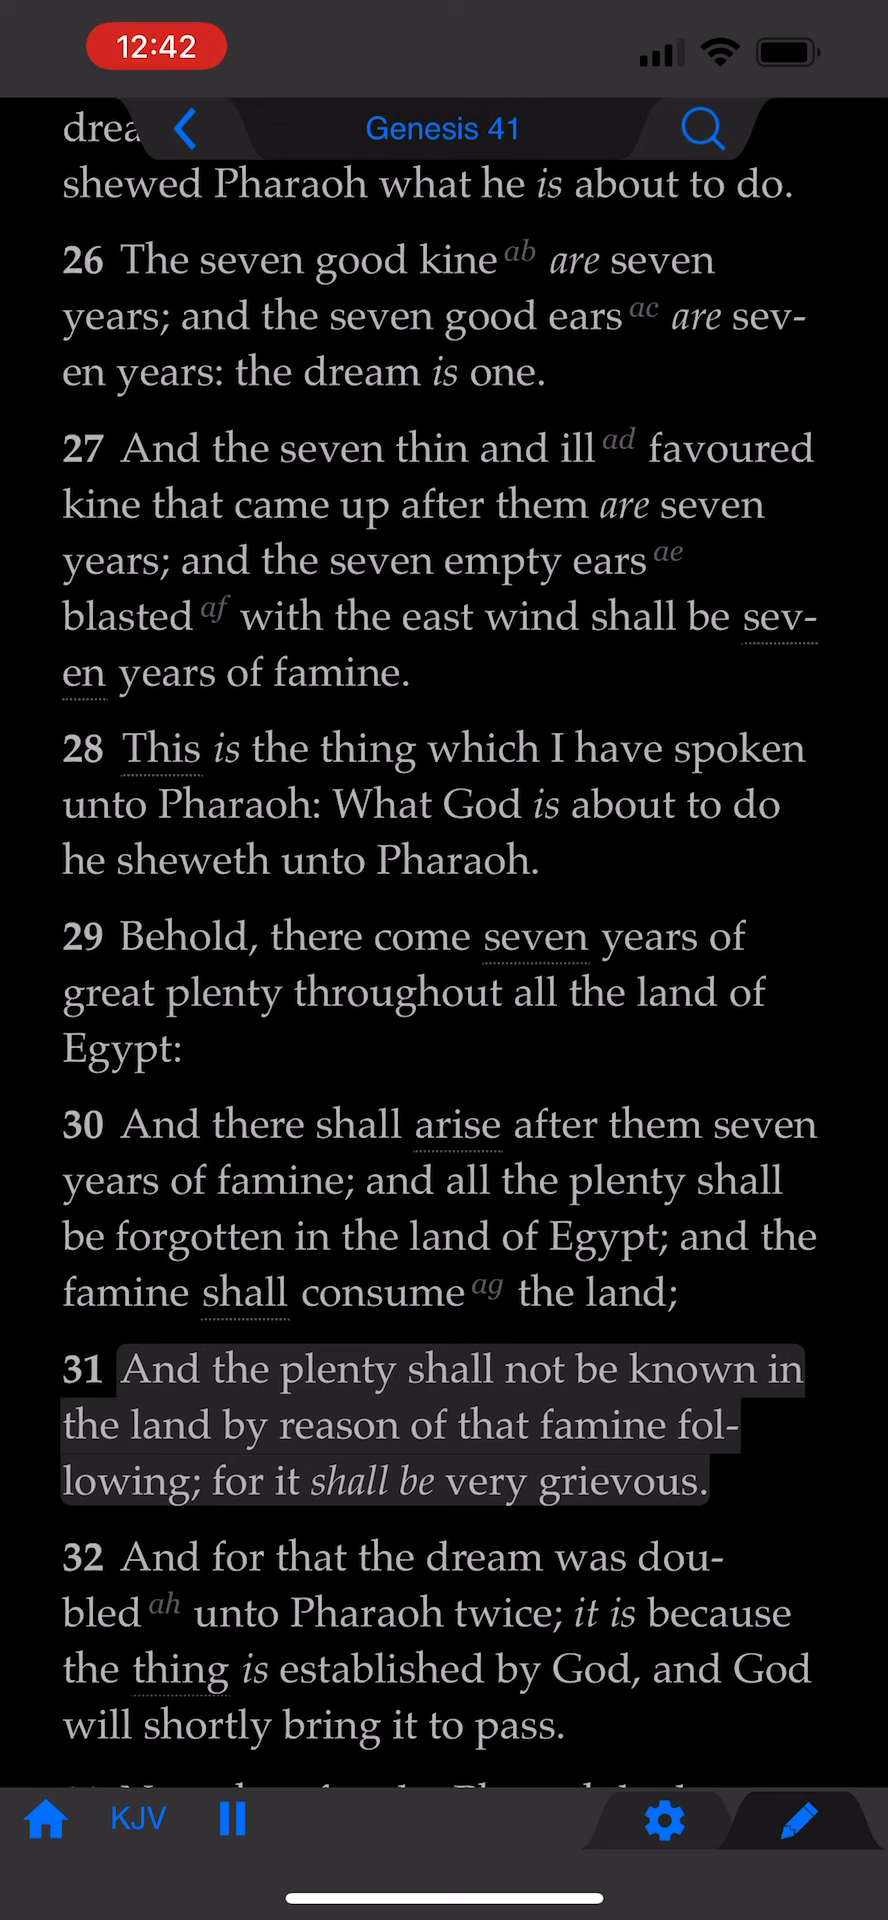 12:42
Genesis 41
shewed Pharaoh what he is about to do.
26 The seven good kine ab are seven
years; and the seven good ears ac are sev-
en years: the dream is one.
27 And the seven thin and ill ad favoured
kine that came up after them are seven
years; and the seven empty ears ae
blasted af with the east wind shall be sev-
en years of famine.
28 This is the thing which I have spoken
unto Pharaoh: What God is about to do
he sheweth unto Pharaoh.
29 Behold, there come seven years of
great plenty throughout all the land of
Egypt:
30 And there shall arise after them seven
years of famine; and all the plenty shall
be forgotten in the land of Egypt; and the
famine shall consume ag the land;
31 And the plenty shall not be known in
the land by reason of that famine fol-
lowing; for it shall be very grievous.
32 And for that the dream was dou-
bled ah unto Pharaoh twice; it is because
the thing is established by God, and God
will shortly bring it to pass.
KJV